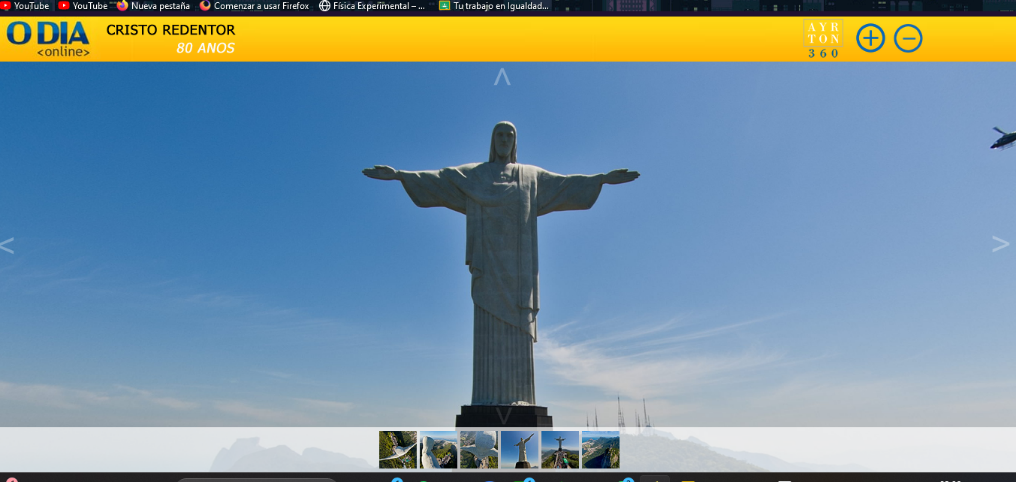 YouTube
YouTube
Nueva pestaña
Comenzar a usar Firefox
Física Experimental – ...
Tu trabajo en Igualdad...
O DIA
<online>
CRISTO REDENTOR
80 ANOS
AYR
TON
360